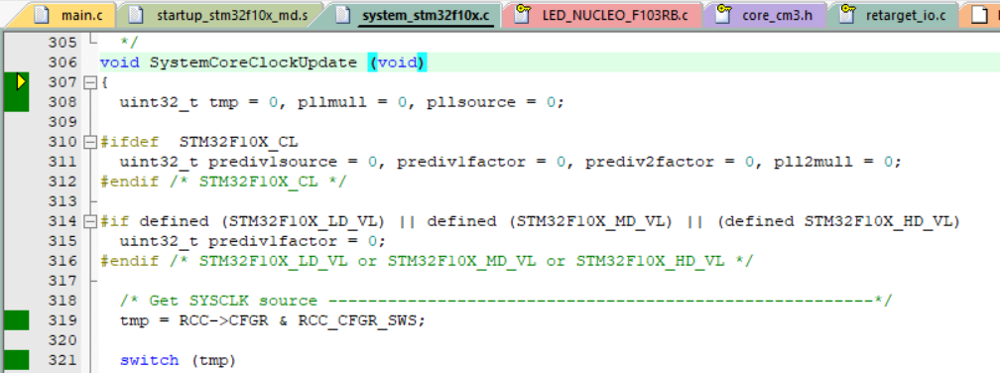 main.c startup_stm32f10x_md.s system_stm32f10x.c LED_NUCLEO_F103RB.c core_cm3.h retarget_io.c
305 */
306 void SystemCoreClockUpdate (void)
307 {
308 uint32_t tmp = 0, pllmull = 0, pllsource = 0;
309
310 #ifdef  STM32F10X_CL
311 uint32_t prediv1source = 0, prediv1factor = 0, prediv2factor = 0, pll2mull = 0;
312 #endif /* STM32F10X_CL */
313
314 #if defined (STM32F10X_LD_VL) || defined (STM32F10X_MD_VL) || (defined STM32F10X_HD_VL)
315 uint32_t prediv1factor = 0;
316 #endif /* STM32F10X_LD_VL or STM32F10X_MD_VL or STM32F10X_HD_VL */
317
318 /* Get SYSCLK source -------------------------------------------------------*/
319 tmp = RCC->CFGR & RCC_CFGR_SWS;
320
321 switch (tmp)